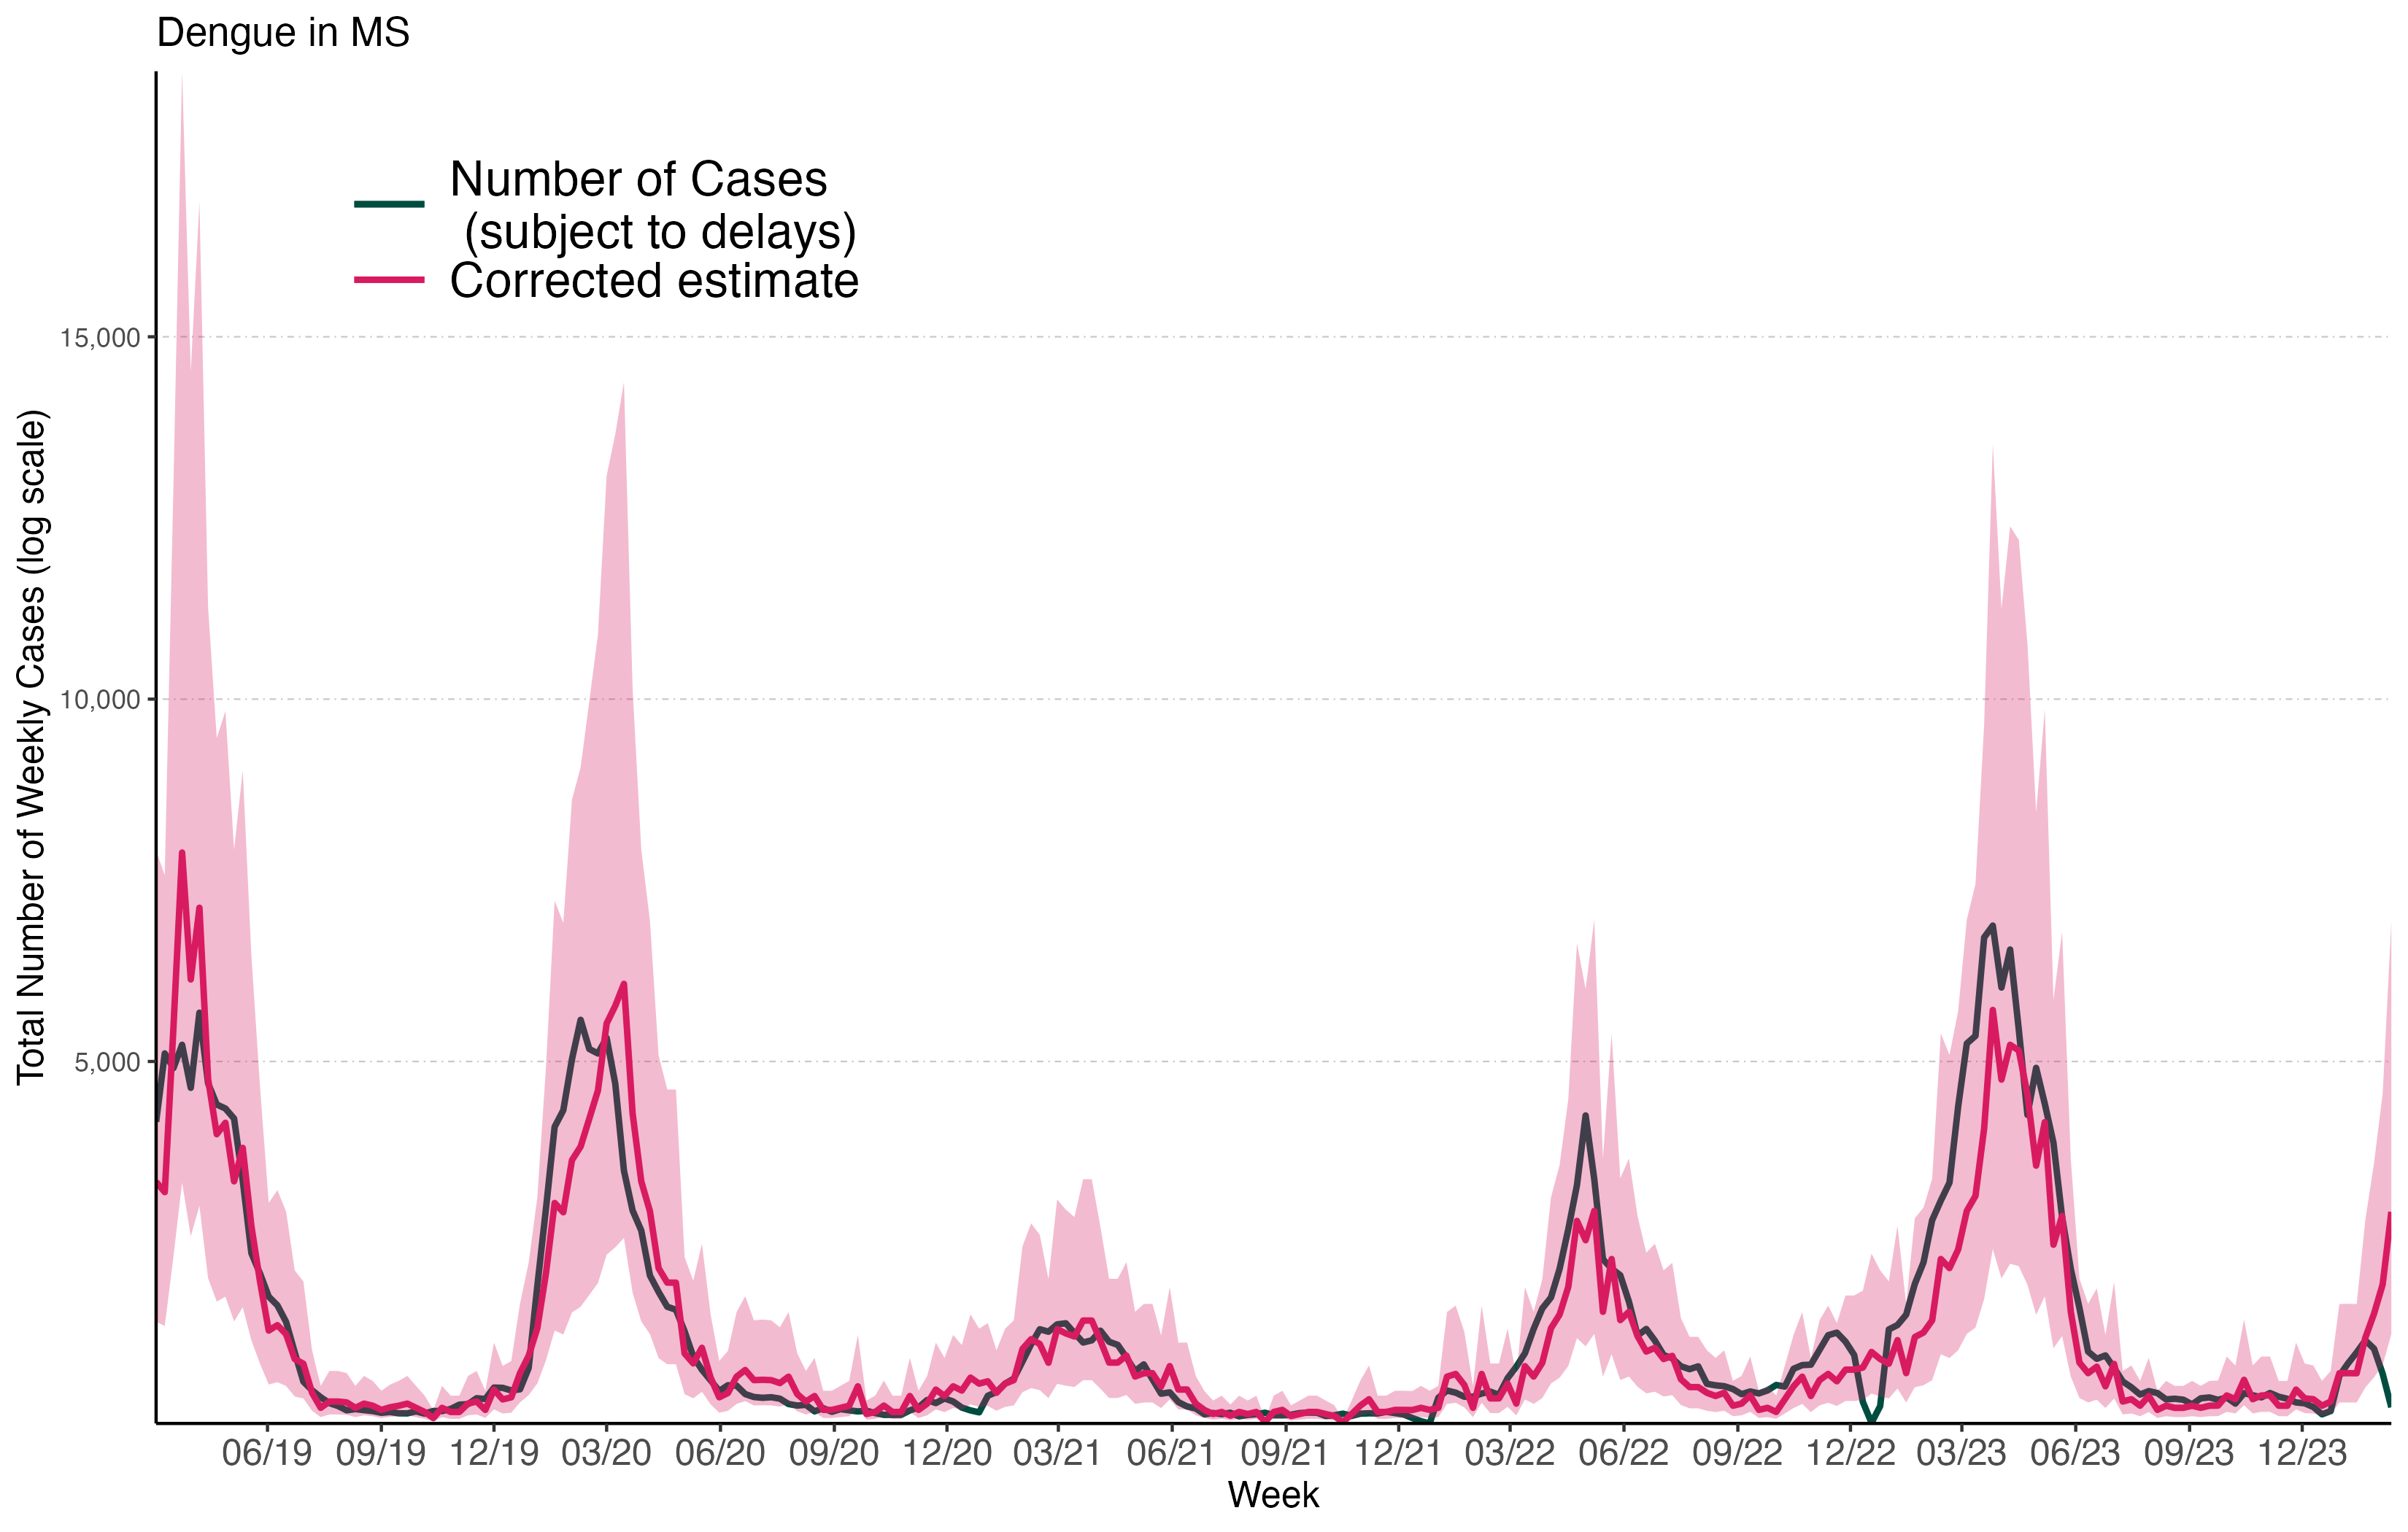 Dengue in MS
Number of Cases
(subject to delays)
Corrected estimate
Total Number of Weekly Cases (log scale)
15,000
10,000
5,000
06/19 09/19 12/19 03/20 06/20 09/20 12/20 03/21 06/21 09/21 12/21 03/22 06/22 09/22 12/22 03/23 06/23 09/23 12/23
Week